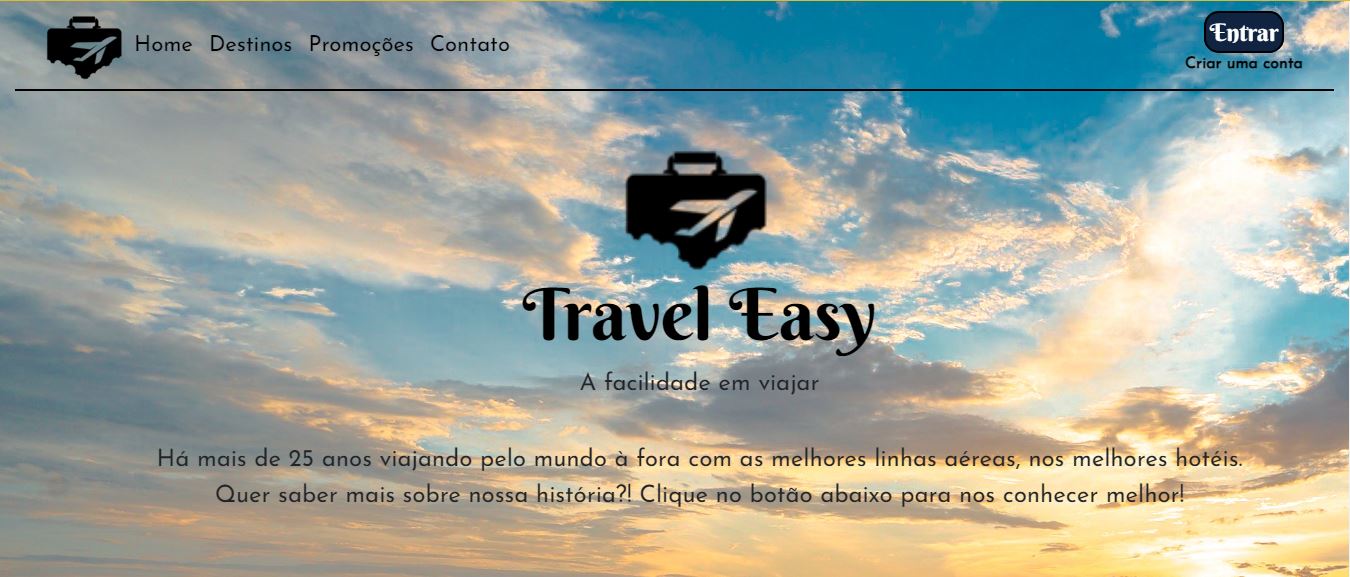 Home Destinos Promoções Contato
Entrar
Criar uma conta
Travel Easy
A facilidade em viajar
Há mais de 25 anos viajando pelo mundo à fora com as melhores linhas aéreas, nos melhores hotéis.
Quer saber mais sobre nossa história?! Clique no botão abaixo para nos conhecer melhor!